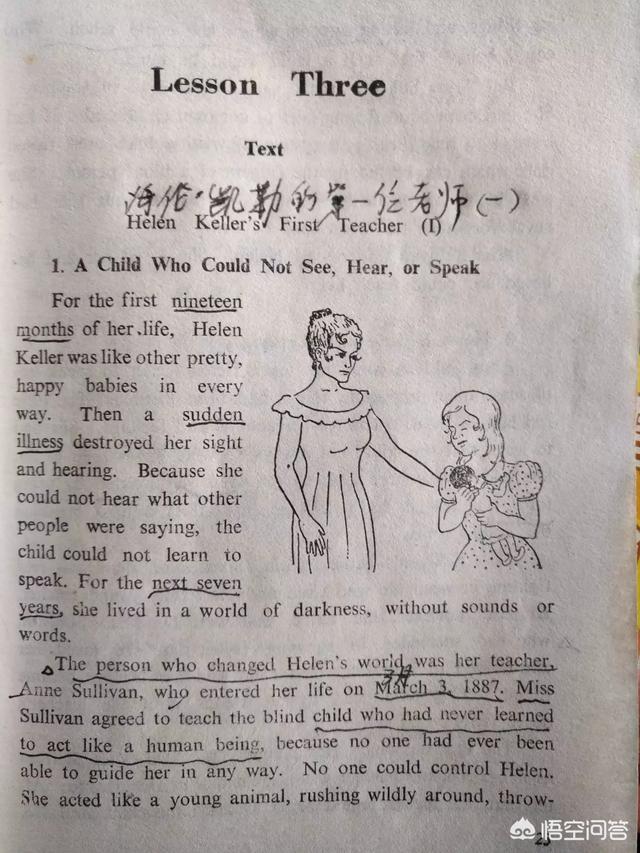 Lesson Three
Text
海伦·凯勒的第一位老师(一)
Helen Keller's First Teacher (I)
1. A Child Who Could Not See, Hear, or Speak
For the first nineteen
months of her life, Helen
Keller was like other pretty,
happy babies in every
way. Then a sudden
illness destroyed her sight
and hearing. Because she
could not hear what other
people were saying, the
child could not learn to
speak. For the next seven
years, she lived in a world of darkness, without sounds or
words.
The person who changed Helen's world was her teacher,
三月
Anne Sullivan, who entered her life on March 3, 1887. Miss
Sullivan agreed to teach the blind child who had never learned
to act like a human being, because no one had ever been
able to guide her in any way. No one could control Helen.
She acted like a young animal, rushing wildly around, throw-
悟空问答